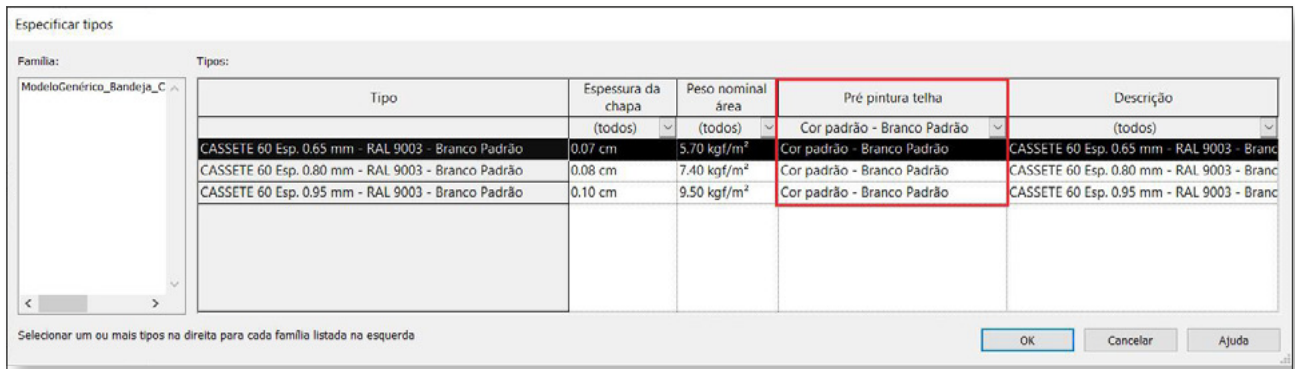 Especificar tipos
Família: Tipos:
ModeloGenérico_Bandeja_C
Tipo Espessura da chapa Peso nominal área Pré pintura telha Descrição
(todos) (todos) Cor padrão - Branco Padrão (todos)
CASSETE 60 Esp. 0.65 mm - RAL 9003 - Branco Padrão 0.07 cm 5.70 kgf/m² Cor padrão - Branco Padrão CASSETE 60 Esp. 0.65 mm - RAL 9003 - Branc
CASSETE 60 Esp. 0.80 mm - RAL 9003 - Branco Padrão 0.08 cm 7.40 kgf/m² Cor padrão - Branco Padrão CASSETE 60 Esp. 0.80 mm - RAL 9003 - Branc
CASSETE 60 Esp. 0.95 mm - RAL 9003 - Branco Padrão 0.10 cm 9.50 kgf/m² Cor padrão - Branco Padrão CASSETE 60 Esp. 0.95 mm - RAL 9003 - Branc
Selecionar um ou mais tipos na direita para cada família listada na esquerda
OK Cancelar Ajuda